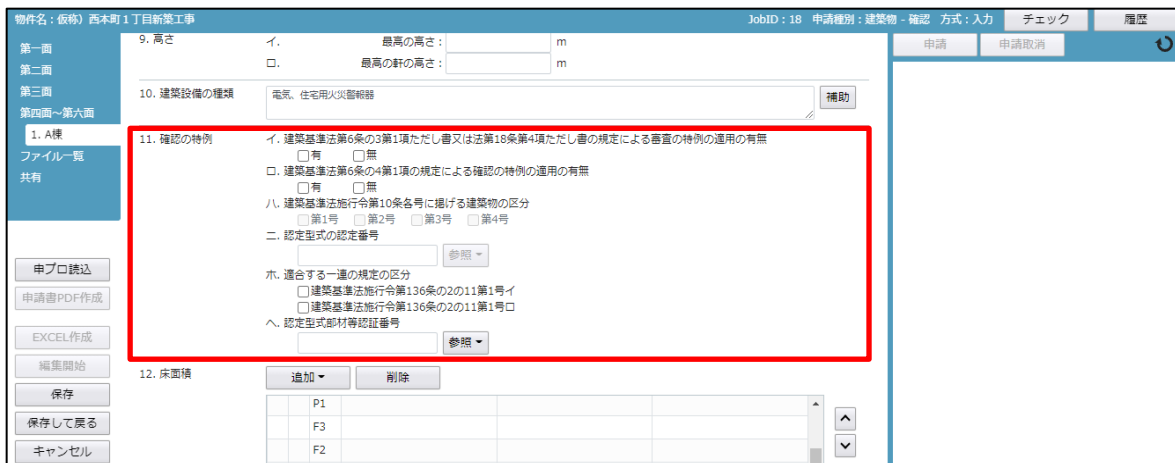 物件名：仮称）西本町１丁目新築工事 JobID：18 申請種別：建築物 - 確認 方式：入力 チェック 履歴
第一面
第二面
第三面
第四面～第六面
1. A棟
ファイル一覧
共有
申プロ読込
申請書PDF作成
EXCEL作成
編集開始
保存
保存して戻る
キャンセル
9. 高さ イ. 最高の高さ： m
ロ. 最高の軒の高さ： m
10. 建築設備の種類 電気、住宅用火災警報器 補助
11. 確認の特例 イ. 建築基準法第6条の3第1項ただし書又は法第18条第4項ただし書の規定による審査の特例の適用の有無
有 無
ロ. 建築基準法第6条の4第1項の規定による確認の特例の適用の有無
有 無
ハ. 建築基準法施行令第10条各号に掲げる建築物の区分
第1号 第2号 第3号 第4号
ニ. 認定型式の認定番号
参照
ホ. 適合する一連の規定の区分
建築基準法施行令第136条の2の11第1号イ
建築基準法施行令第136条の2の11第1号ロ
ヘ. 認定型式部材等認証番号
参照
12. 床面積 追加 削除
P1
F3
F2
申請 申請取消